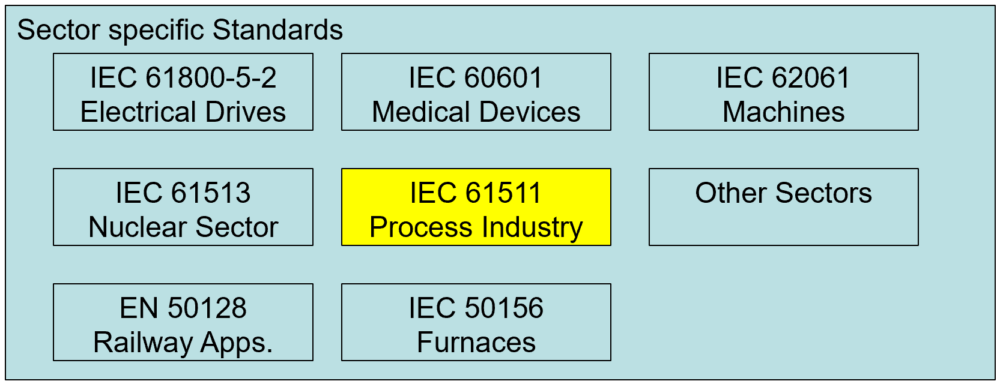 Sector specific Standards
IEC 61800-5-2
Electrical Drives
IEC 60601
Medical Devices
IEC 62061
Machines
IEC 61513
Nuclear Sector
IEC 61511
Process Industry
Other Sectors
EN 50128
Railway Apps.
IEC 50156
Furnaces